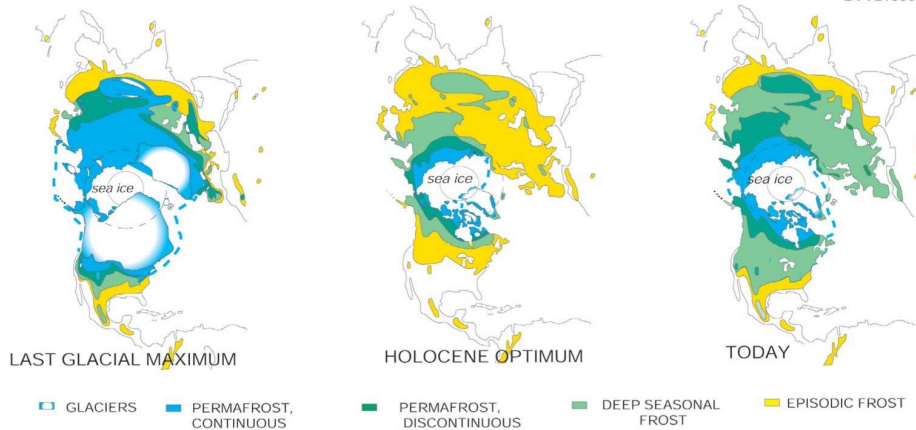 sea ice
sea ice
sea ice
LAST GLACIAL MAXIMUM
HOLOCENE OPTIMUM
TODAY
GLACIERS
PERMAFROST,
CONTINUOUS
PERMAFROST,
DISCONTINUOUS
DEEP SEASONAL
FROST
EPISODIC FROST